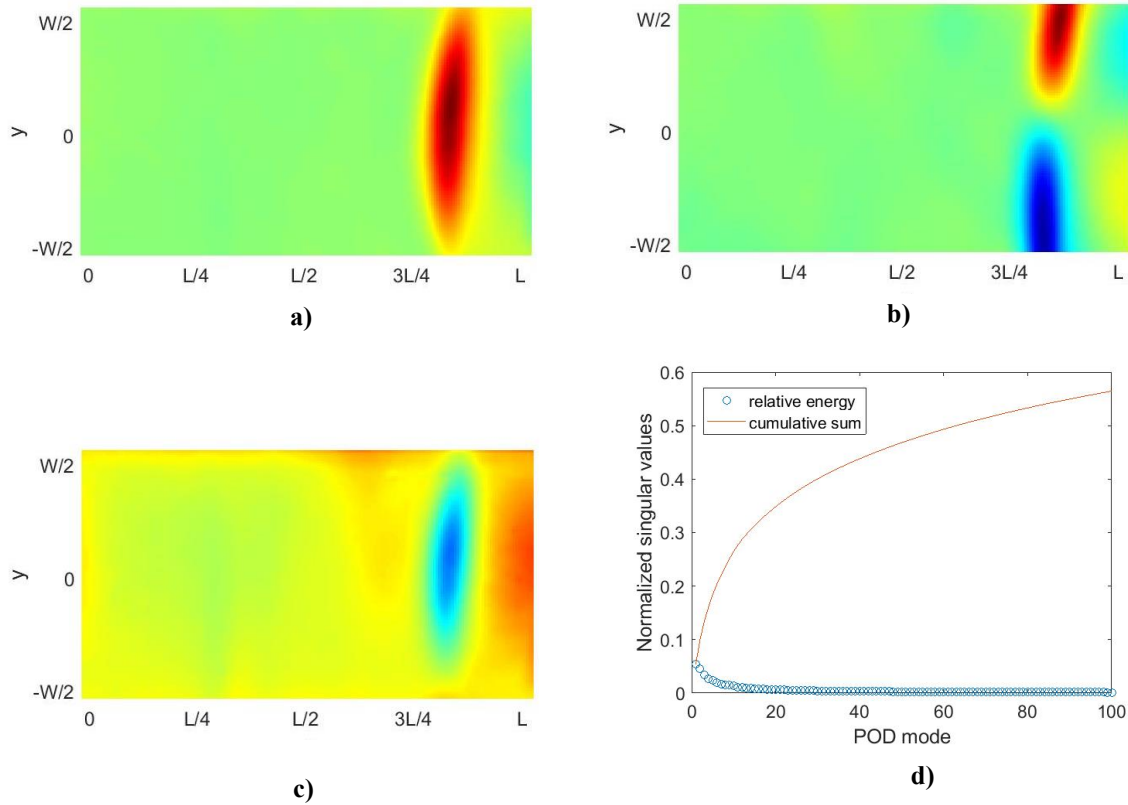 W/2
y
0
-W/2
0 L/4 L/2 3L/4 L
a)
W/2
y
0
-W/2
0 L/4 L/2 3L/4 L
b)
W/2
y
0
-W/2
0 L/4 L/2 3L/4 L
c)
0.6
0.5
0.4
0.3
0.2
0.1
0
Normalized singular values
relative energy
cumulative sum
0 20 40 60 80 100
POD mode
d)